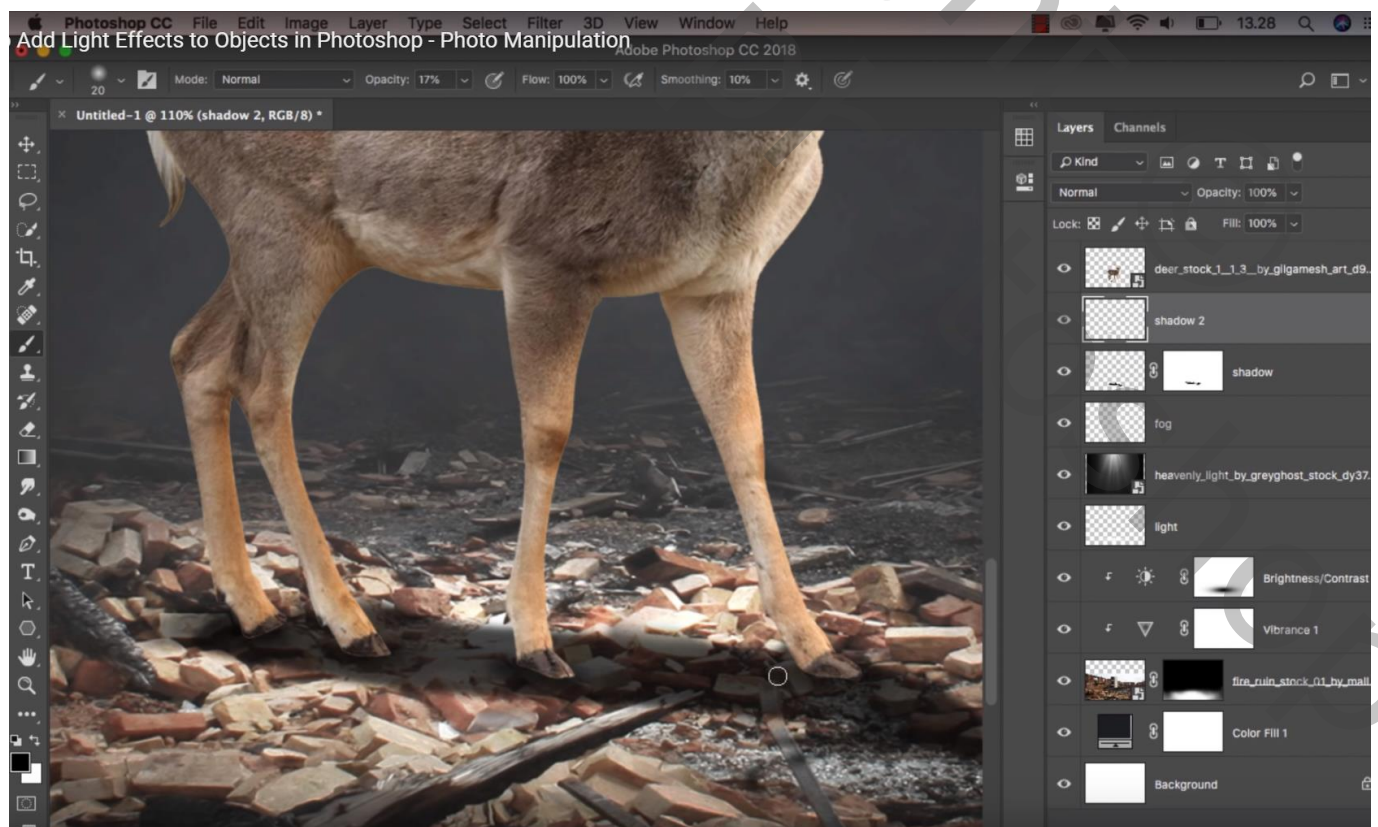 Photoshop CC File Edit Image Layer Type Select Filter 3D View Window Help 13.28
Add Light Effects to Objects in Photoshop - Photo Manipulation
Adobe Photoshop CC 2018
20 Mode: Normal Opacity: 17% Flow: 100% Smoothing: 10%
× Untitled-1 @ 110% (shadow 2, RGB/8) *
Layers Channels
Kind
Normal Opacity: 100%
Lock: Fill: 100%
deer_stock_1__1_3__by_gilgamesh_art_d9...
shadow 2
shadow
fog
heavenly_light_by_greyghost_stock_dy37...
light
Brightness/Contrast
Vibrance 1
fire_ruin_stock_01_by_mall...
Color Fill 1
Background